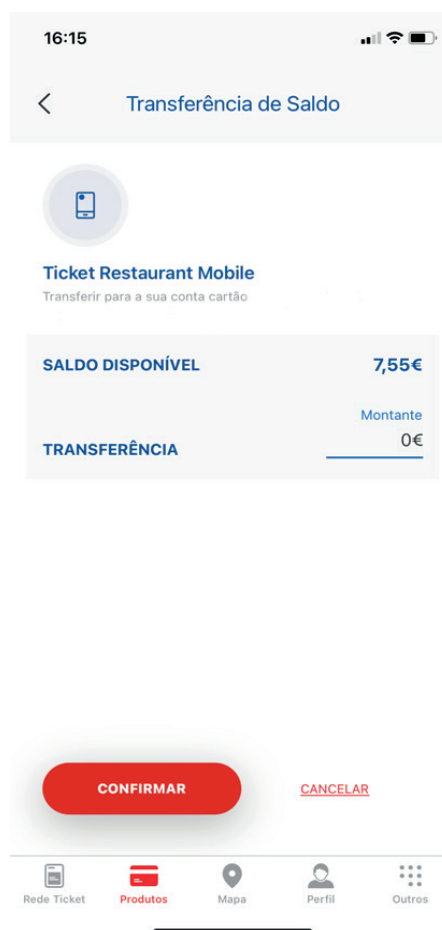 16:15
Transferência de Saldo
Ticket Restaurant Mobile
Transferir para a sua conta cartão
SALDO DISPONÍVEL 7,55€
Montante
TRANSFERÊNCIA 0€
CONFIRMAR CANCELAR
Rede Ticket Produtos Mapa Perfil Outros